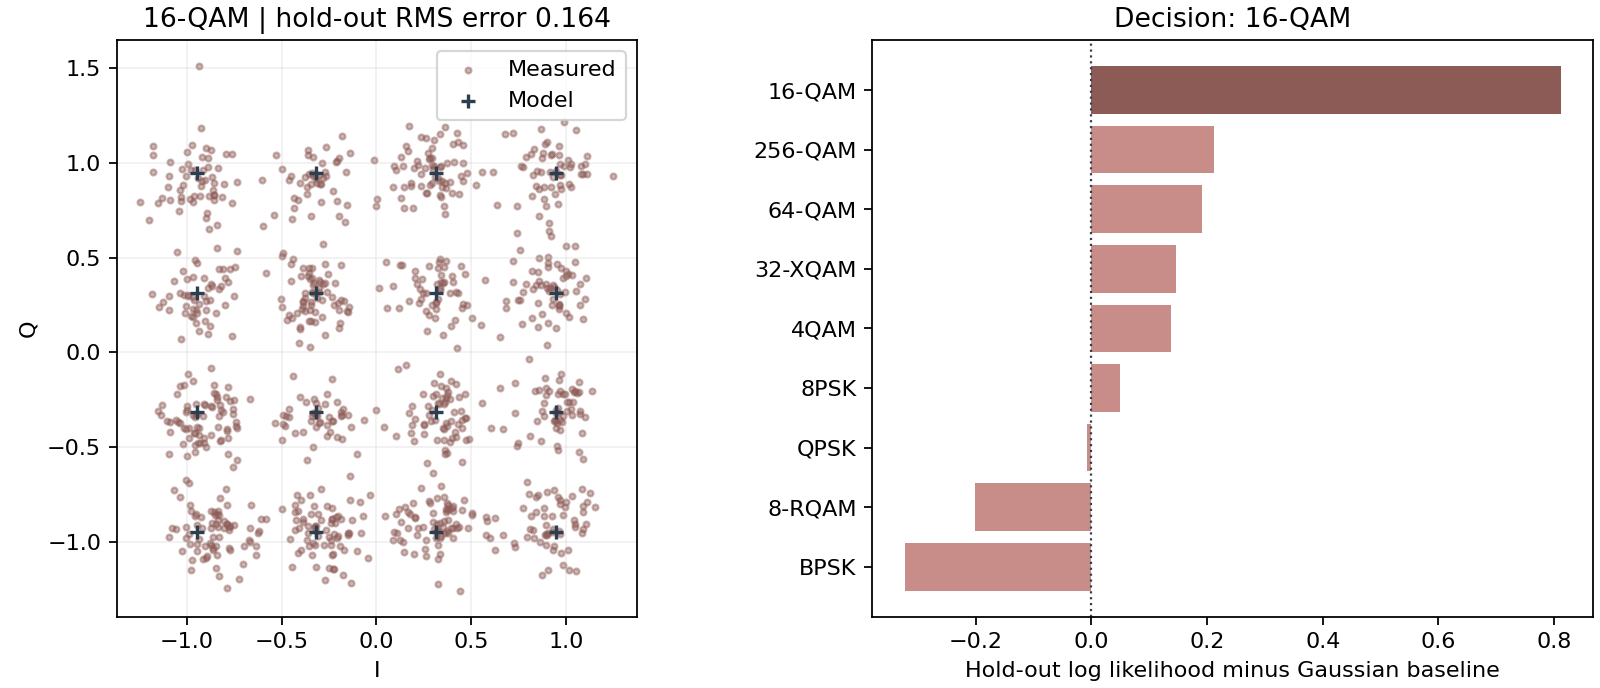 16-QAM | hold-out RMS error 0.164
Measured
Model
1.5
1.0
0.5
0.0
−0.5
−1.0
Q
−1.0
−0.5
0.0
0.5
1.0
I
Decision: 16-QAM
16-QAM
256-QAM
64-QAM
32-XQAM
4QAM
8PSK
QPSK
8-RQAM
BPSK
−0.2
0.0
0.2
0.4
0.6
0.8
Hold-out log likelihood minus Gaussian baseline